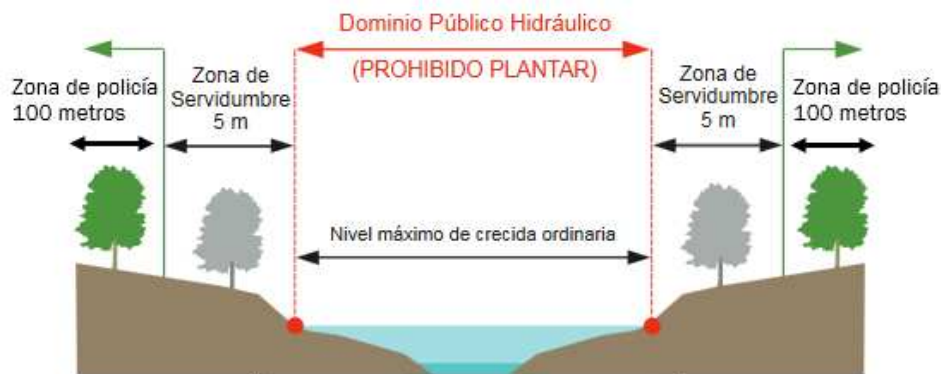 Dominio Público Hidráulico
(PROHIBIDO PLANTAR)
Zona de policía
100 metros
Zona de
Servidumbre
5 m
Zona de
Servidumbre
5 m
Zona de policía
100 metros
Nivel máximo de crecida ordinaria